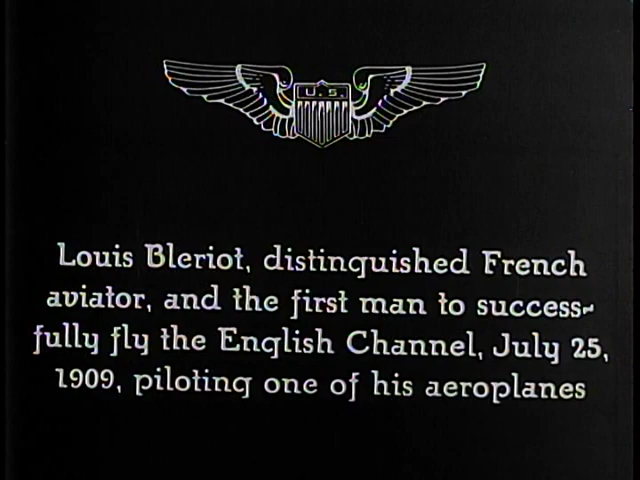 U.S.
Louis Bleriot, distinguished French
aviator, and the first man to success-
fully fly the English Channel, July 25,
1909, piloting one of his aeroplanes